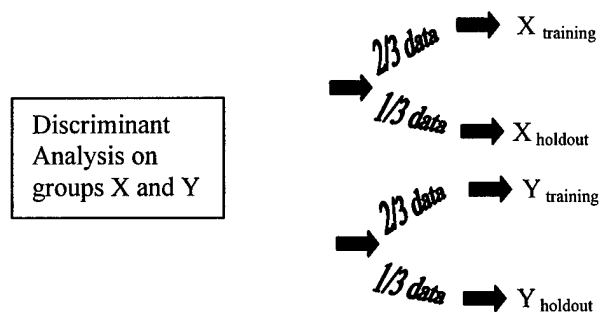 2/3 data
X training
1/3 data
X holdout
Discriminant
Analysis on
groups X and Y
2/3 data
Y training
1/3 data
Y holdout